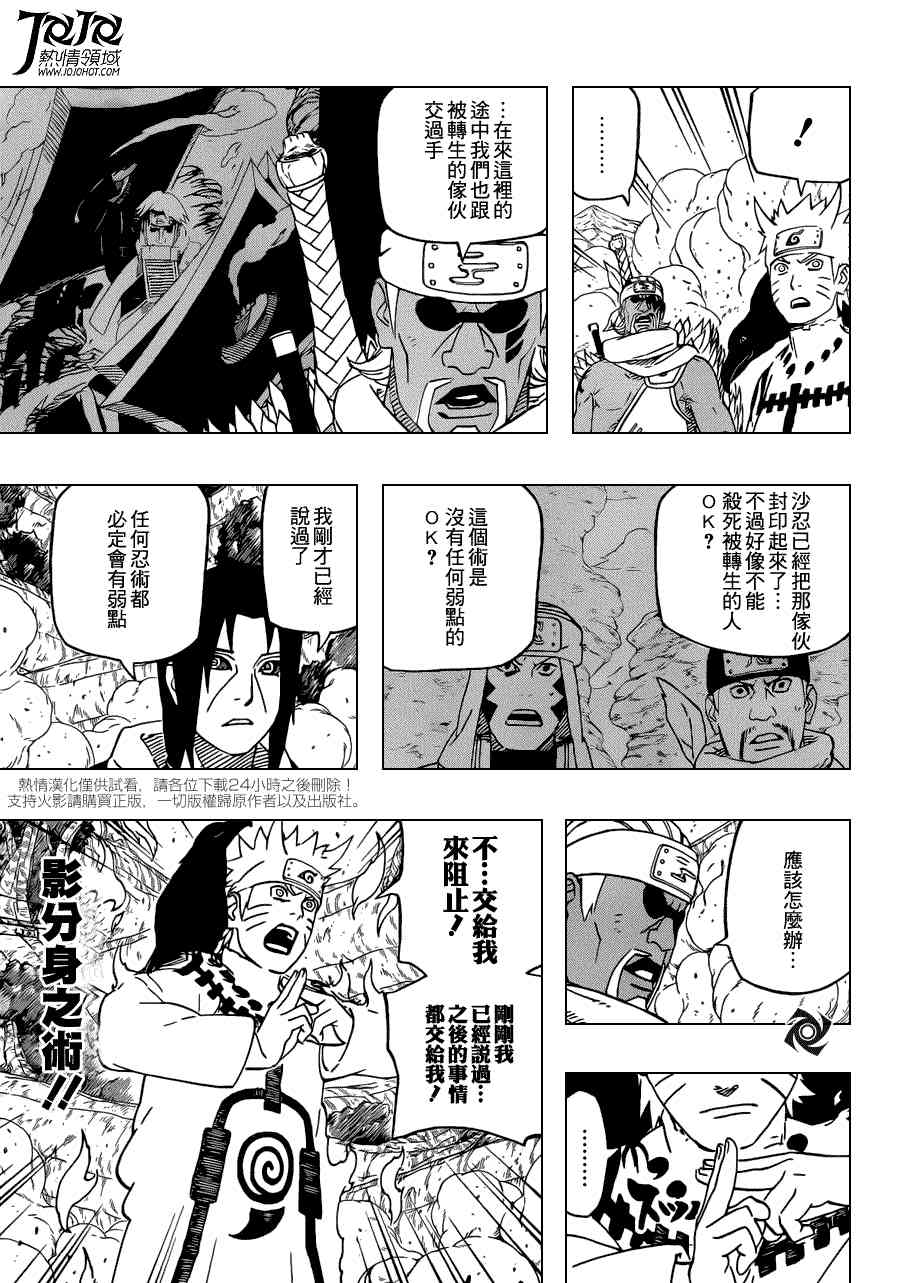 JOJO
熱情領域
WWW.JOJOHOT.COM
！
………
…在來這裡的
途中我們也跟
被轉生的傢伙
交過手
沙忍已經把那傢伙
封印起來了…
不過好像不能
殺死被轉生的人
OK？
這個術是
沒有任何弱點的
OK？
我剛才已經
說過了
任何忍術都
必定會有弱點
熱情漢化僅供試看，請各位下載24小時之後刪除！
支持火影請購買正版，一切版權歸原作者以及出版社。
應該怎麼辦…
………
ズッ
不…交給我
來阻止！
剛剛我
已經說過…
之後的事情
都交給我！
影分身之術！！